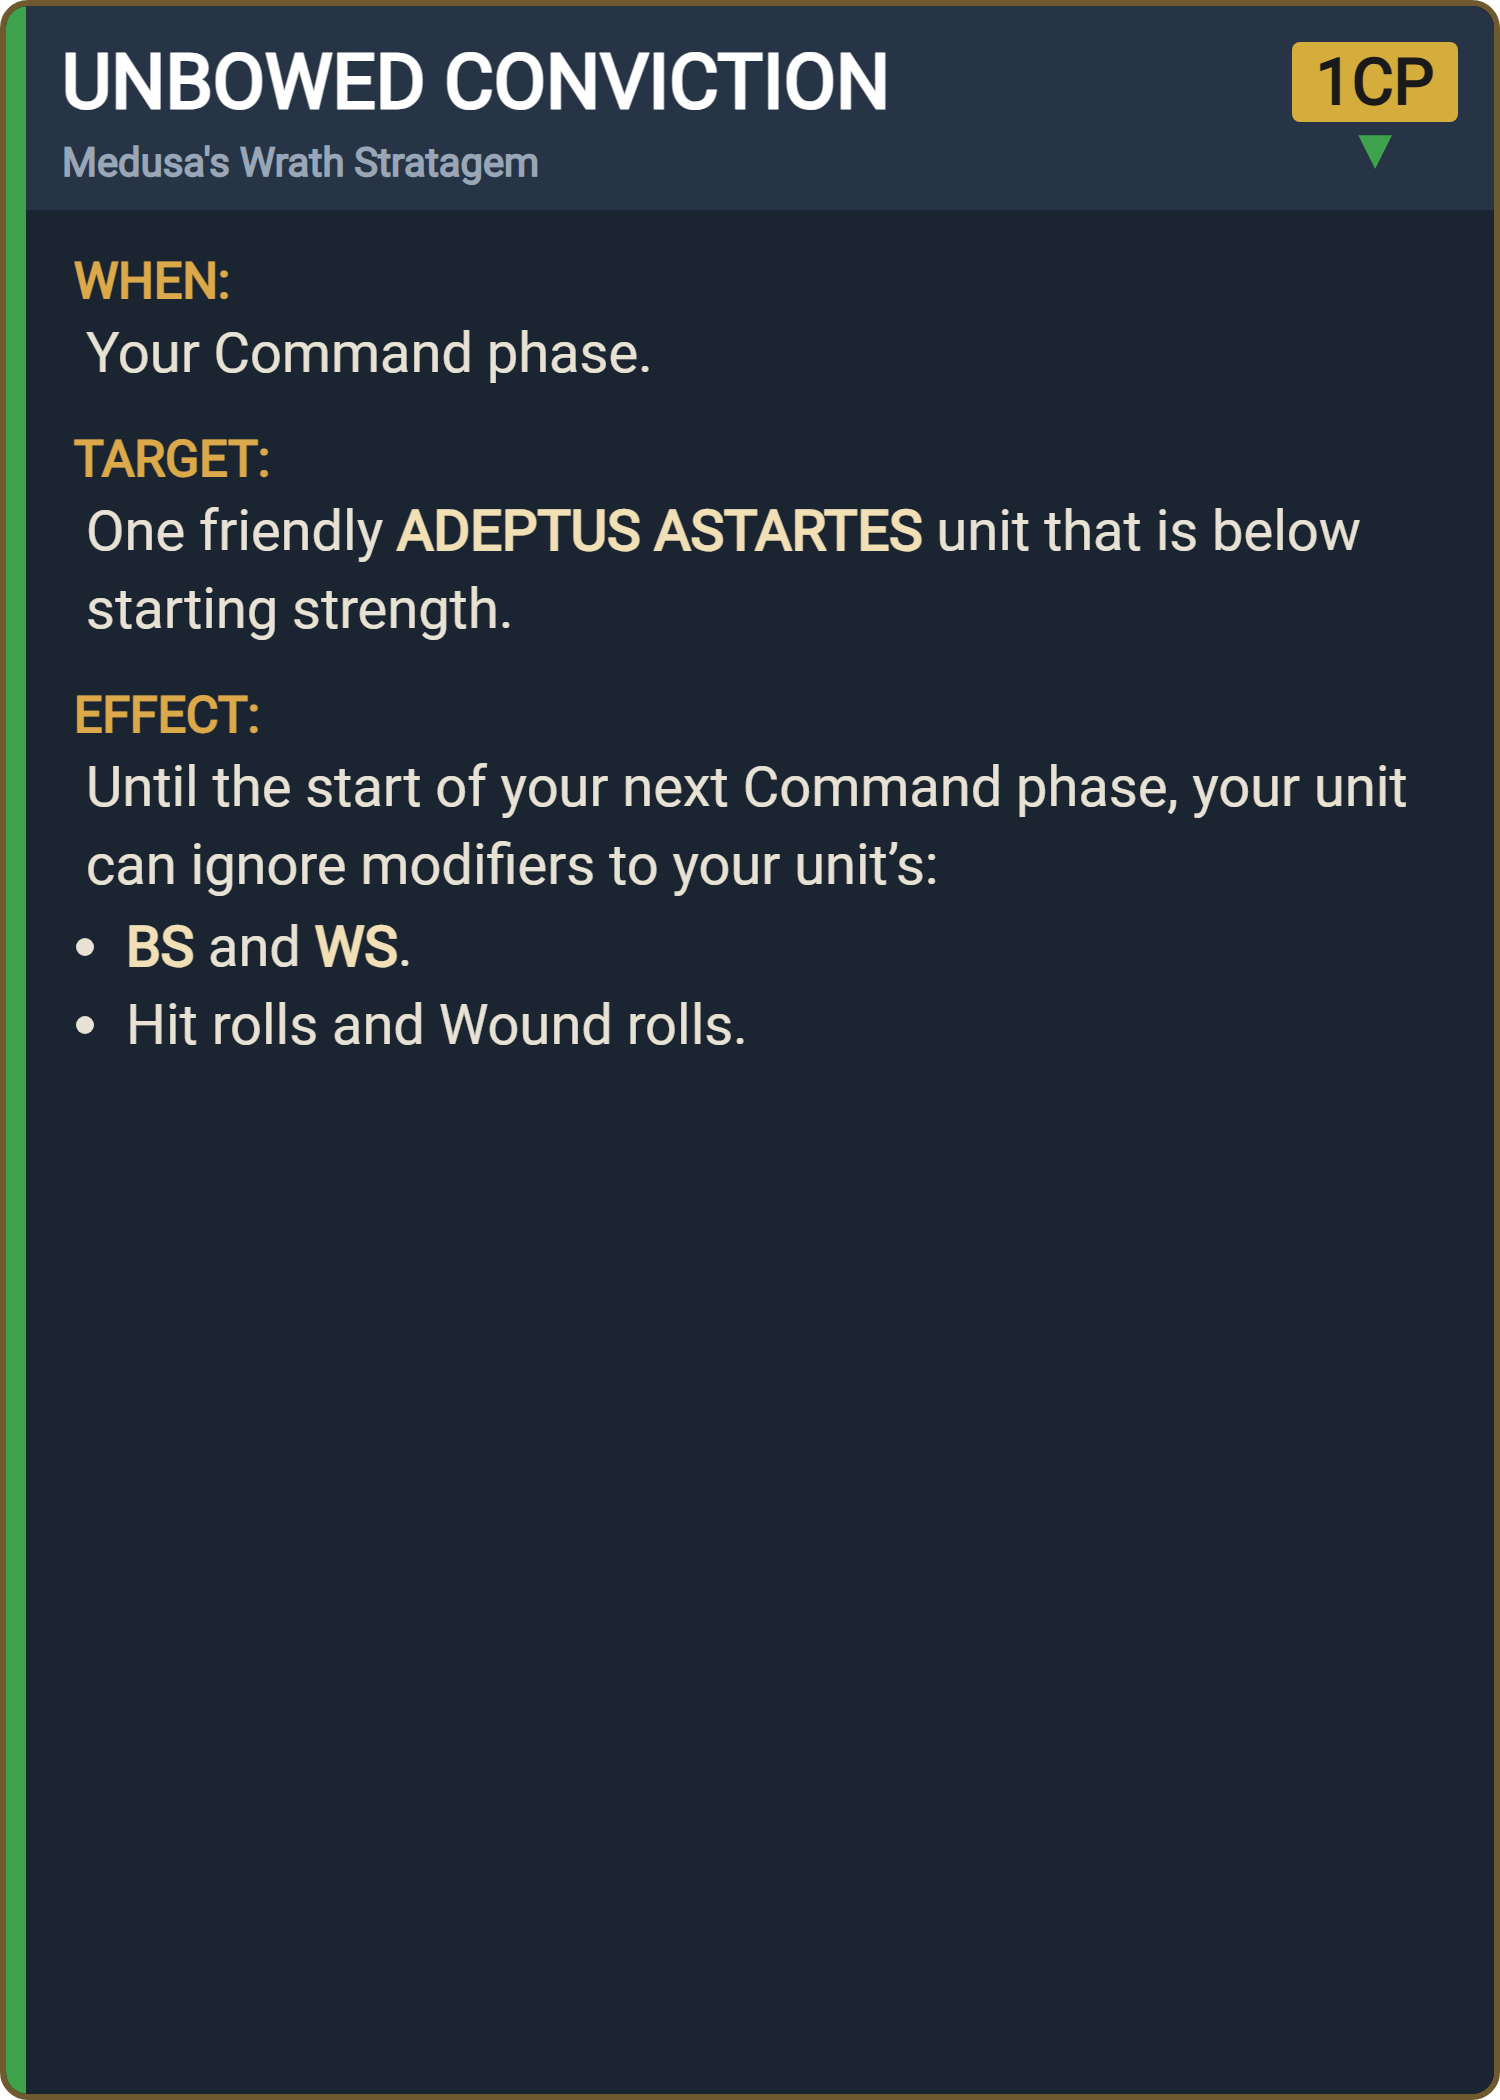 UNBOWED CONVICTION
1CP
Medusa's Wrath Stratagem
WHEN:
Your Command phase.
TARGET:
One friendly ADEPTUS ASTARTES unit that is below
starting strength.
EFFECT:
Until the start of your next Command phase, your unit
can ignore modifiers to your unit’s:
• BS and WS.
• Hit rolls and Wound rolls.